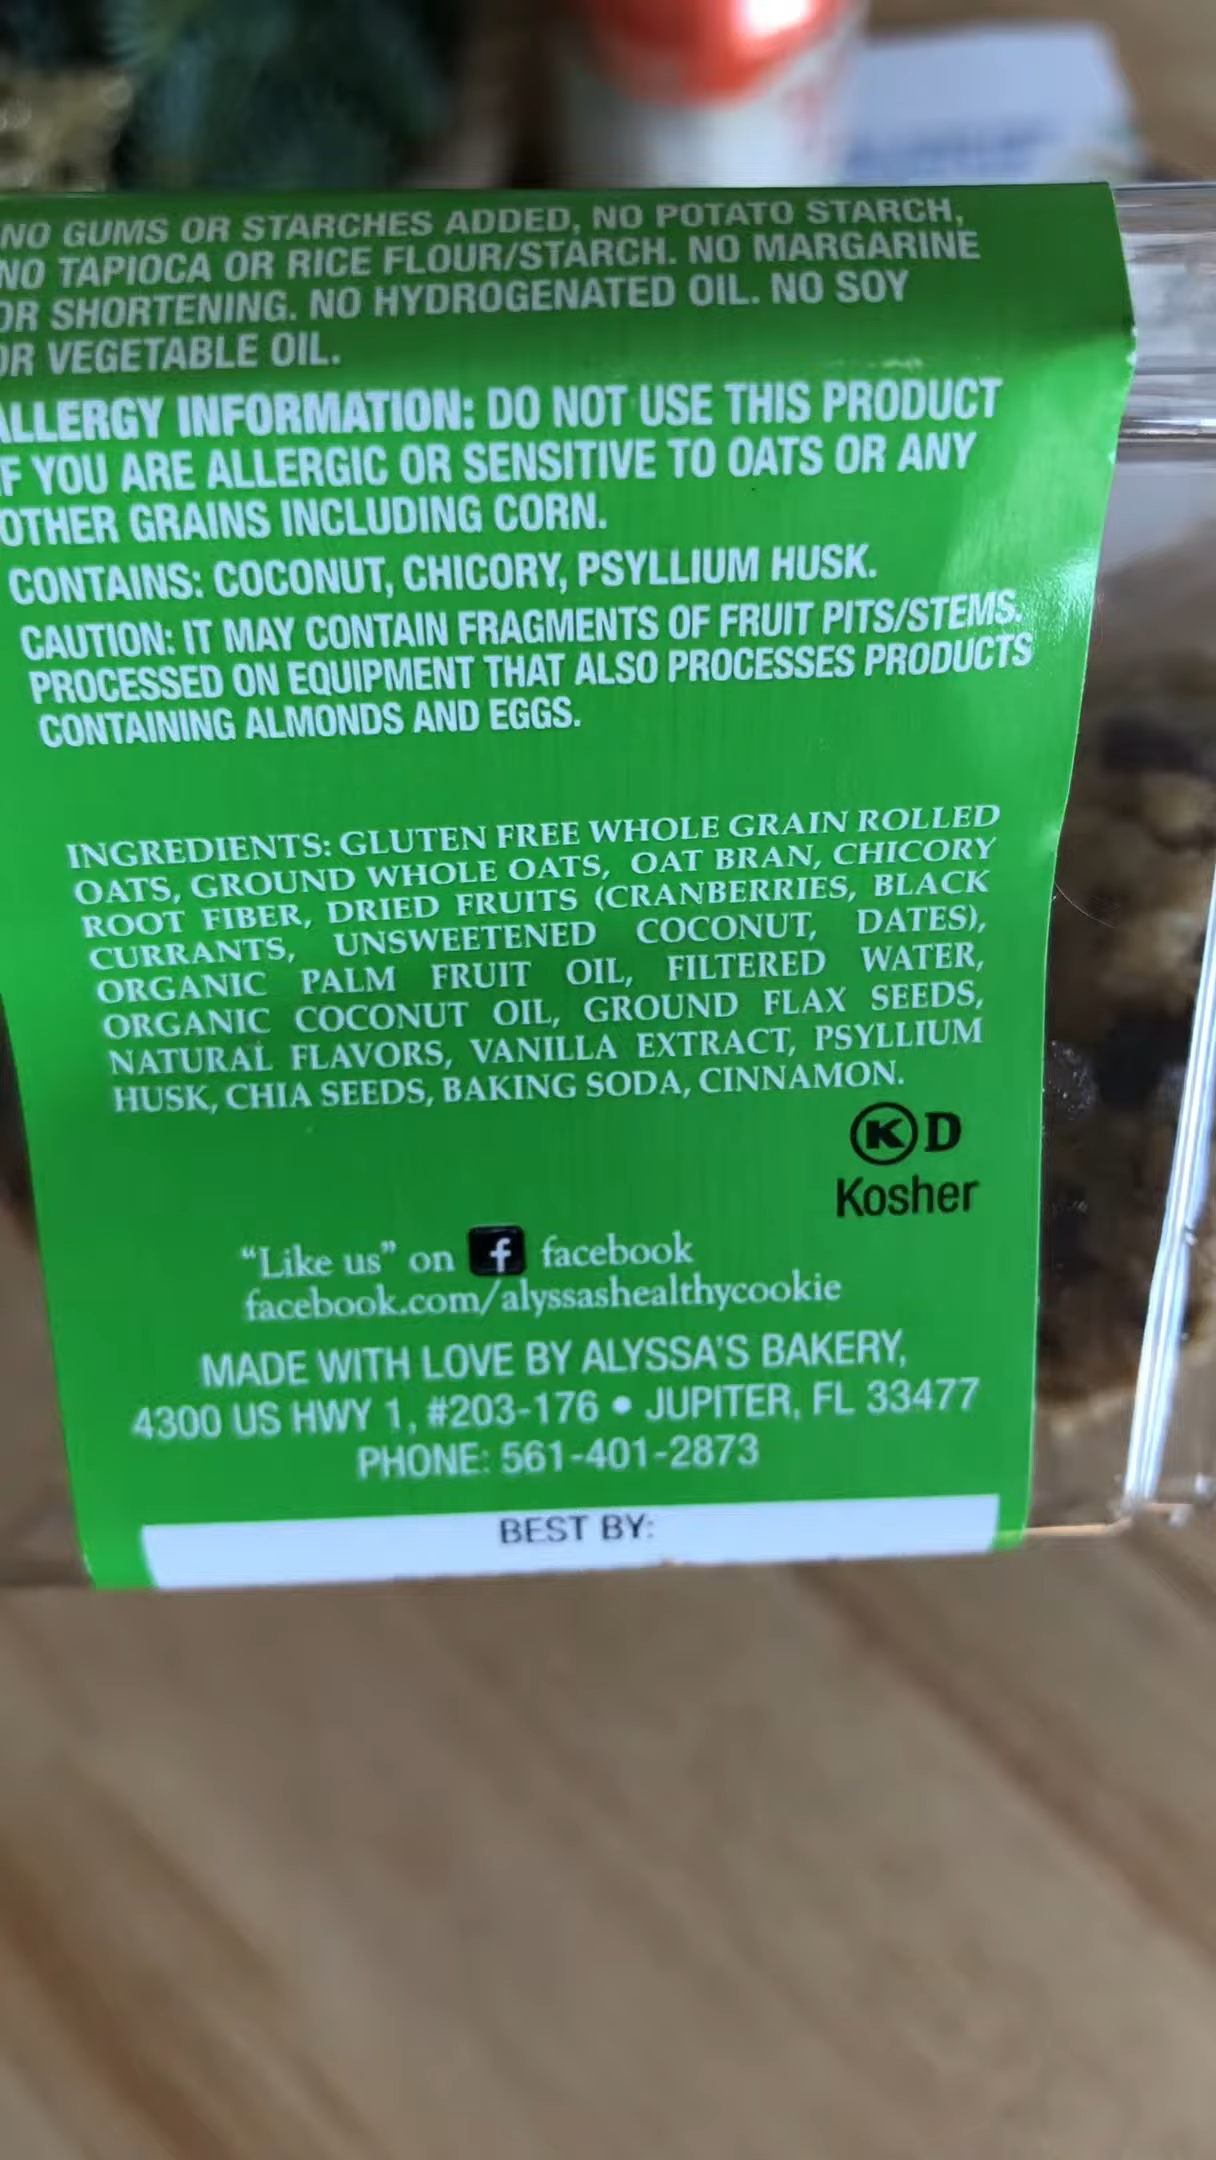 NO GUMS OR STARCHES ADDED, NO POTATO STARCH,
NO TAPIOCA OR RICE FLOUR/STARCH. NO MARGARINE
OR SHORTENING. NO HYDROGENATED OIL. NO SOY
OR VEGETABLE OIL.
ALLERGY INFORMATION: DO NOT USE THIS PRODUCT
IF YOU ARE ALLERGIC OR SENSITIVE TO OATS OR ANY
OTHER GRAINS INCLUDING CORN.
CONTAINS: COCONUT, CHICORY, PSYLLIUM HUSK.
CAUTION: IT MAY CONTAIN FRAGMENTS OF FRUIT PITS/STEMS.
PROCESSED ON EQUIPMENT THAT ALSO PROCESSES PRODUCTS
CONTAINING ALMONDS AND EGGS.
INGREDIENTS: GLUTEN FREE WHOLE GRAIN ROLLED
OATS, GROUND WHOLE OATS, OAT BRAN, CHICORY
ROOT FIBER, DRIED FRUITS (CRANBERRIES, BLACK
CURRANTS, UNSWEETENED COCONUT, DATES),
ORGANIC PALM FRUIT OIL, FILTERED WATER,
ORGANIC COCONUT OIL, GROUND FLAX SEEDS,
NATURAL FLAVORS, VANILLA EXTRACT, PSYLLIUM
HUSK, CHIA SEEDS, BAKING SODA, CINNAMON.
K D
Kosher
“Like us” on f facebook
facebook.com/alyssashealthycookie
MADE WITH LOVE BY ALYSSA'S BAKERY,
4300 US HWY 1, #203-176 • JUPITER, FL 33477
PHONE: 561-401-2873
BEST BY: